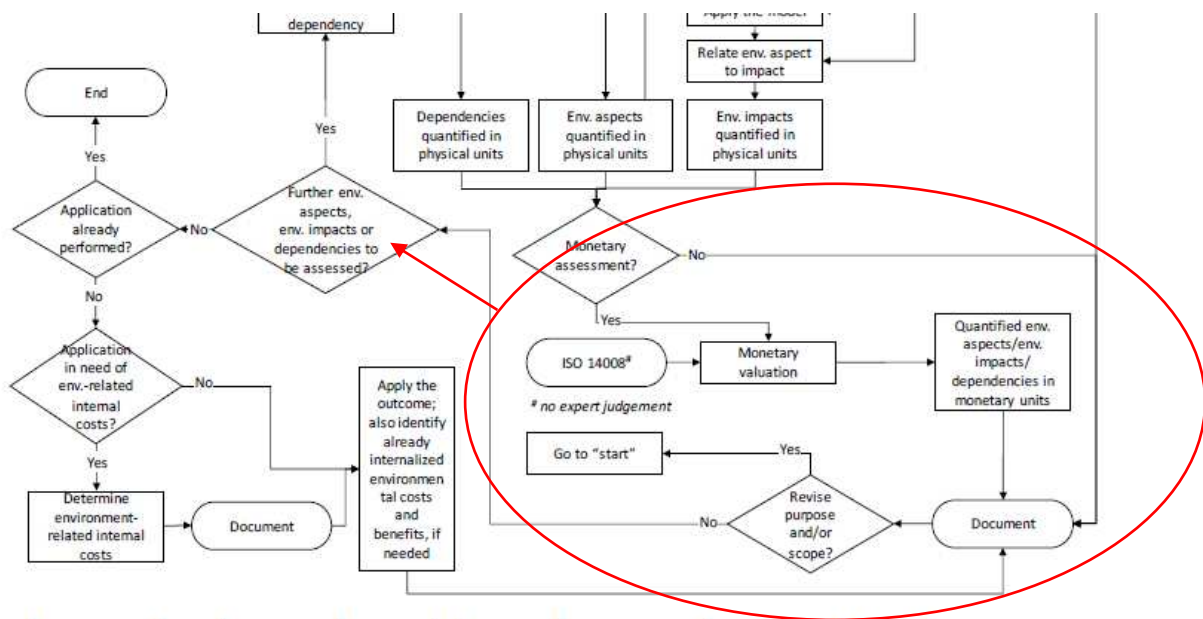 dependency
Apply the model
Relate env. aspect
to impact
End
Dependencies
quantified in
physical units
Env. aspects
quantified in
physical units
Env. impacts
quantified in
physical units
Yes
Yes
Further env.
aspects,
env. impacts or
dependencies to
be assessed?
Application
already
performed?
No
Monetary
assessment?
No
No
Yes
Quantified env.
aspects/env.
impacts/
dependencies in
monetary units
Application
in need of
env.-related
internal
costs?
No
ISO 14008#
Monetary
valuation
# no expert judgement
Apply the
outcome;
also identify
already
internalized
environmen
tal costs
and
benefits, if
needed
Go to "start"
Yes
Yes
Revise
purpose
and/or
scope?
No
Document
Determine
environment-
related internal
costs
Document